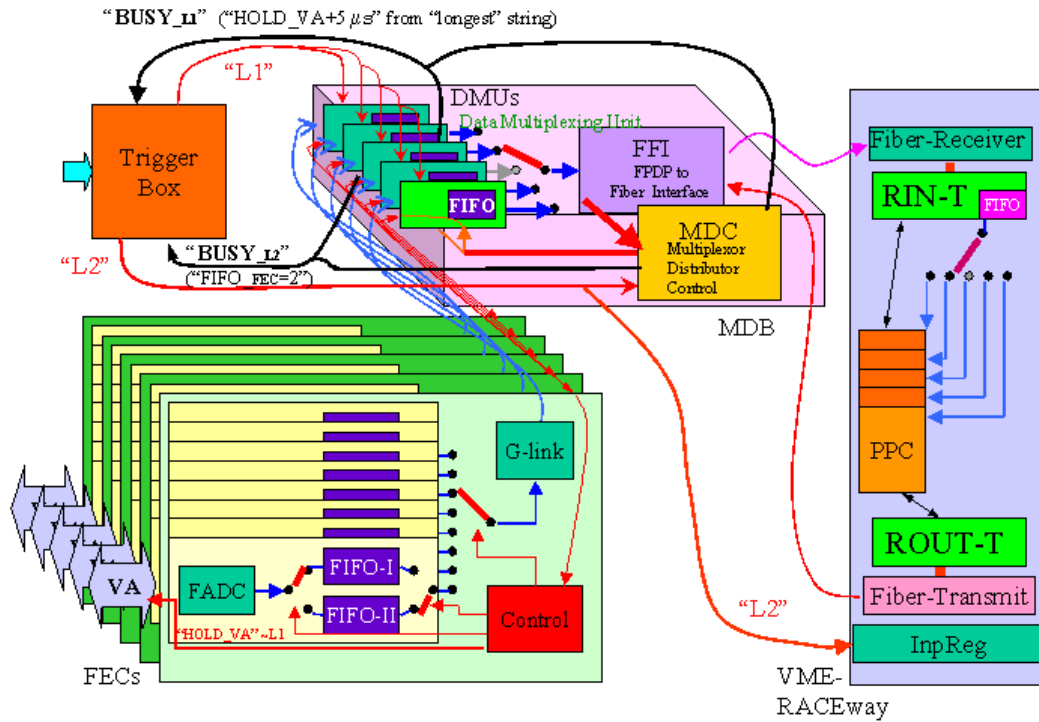 “BUSY_L1” (“HOLD_VA+5 μs” from “longest” string)
“L1”
DMUs
Data Multiplexing Unit
Trigger
Box
FFI
FPDP to
Fiber Interface
FIFO
MDC
Multiplexor
Distributor
Control
“BUSY_L2”
(“FIFO_FEC=2”)
“L2”
MDB
Fiber-Receiver
RIN-T
FIFO
PPC
ROUT-T
Fiber-Transmit
InpReg
“L2”
VME-
RACEway
G-link
VA
FADC
FIFO-I
FIFO-II
Control
“HOLD_VA”~L1
FECs